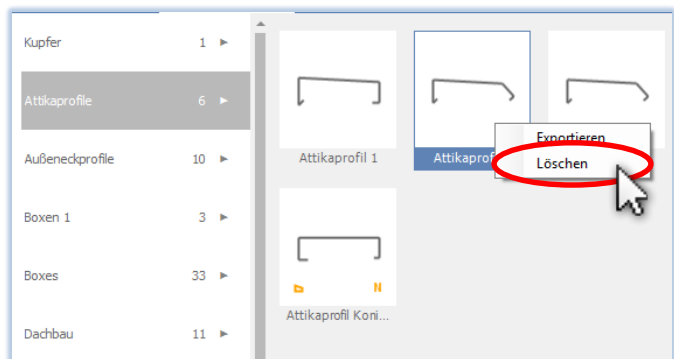 Kupfer 1
Attikaprofile 6
Außeneckprofile 10
Boxen 1 3
Boxes 33
Dachbau 11
Attikaprofil 1
Exportieren
Löschen
N
Attikaprofil Koni...